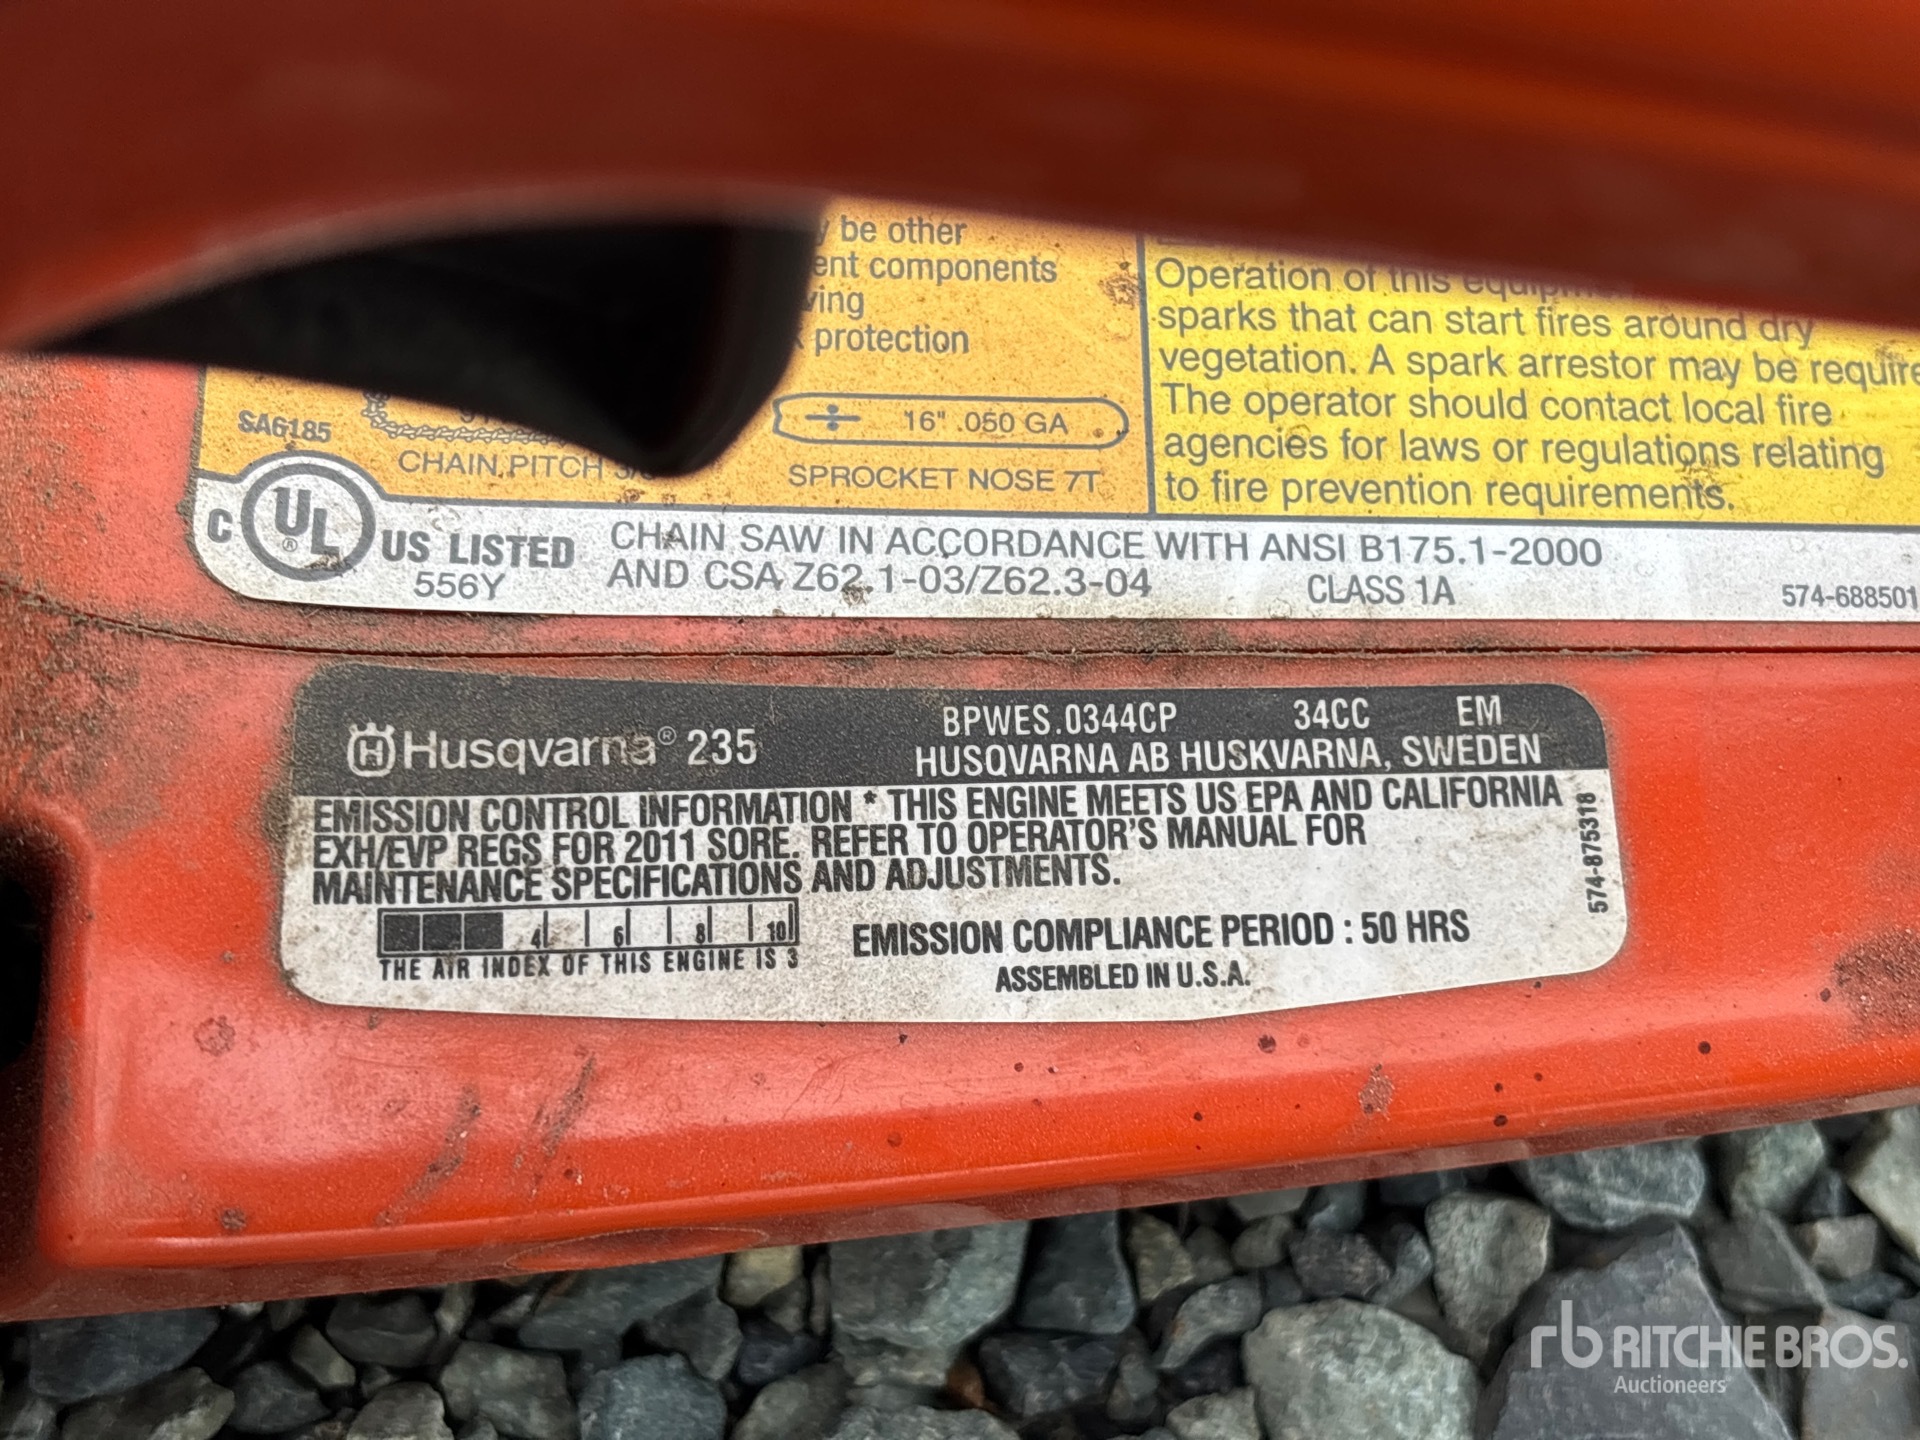 be other
components
protection
16" .050 GA
SA6185
CHAIN PITCH
SPROCKET NOSE 7T
Operation of this
sparks that can start fires around dry
vegetation. A spark arrestor may be require
The operator should contact local fire
agencies for laws or regulations relating
to fire prevention requirements.
C UL ® US LISTED
556Y
CHAIN SAW IN ACCORDANCE WITH ANSI B175.1-2000
AND CSA Z62.1-03/Z62.3-04 CLASS 1A
574-688501
H Husqvarna® 235
BPWES.0344CP 34CC EM
HUSQVARNA AB HUSKVARNA, SWEDEN
EMISSION CONTROL INFORMATION * THIS ENGINE MEETS US EPA AND CALIFORNIA
EXH/EVP REGS FOR 2011 SORE. REFER TO OPERATOR'S MANUAL FOR
MAINTENANCE SPECIFICATIONS AND ADJUSTMENTS.
4 6 8 10
THE AIR INDEX OF THIS ENGINE IS 3
EMISSION COMPLIANCE PERIOD : 50 HRS
ASSEMBLED IN U.S.A.
574-875318
rb RITCHIE BROS.
Auctioneers